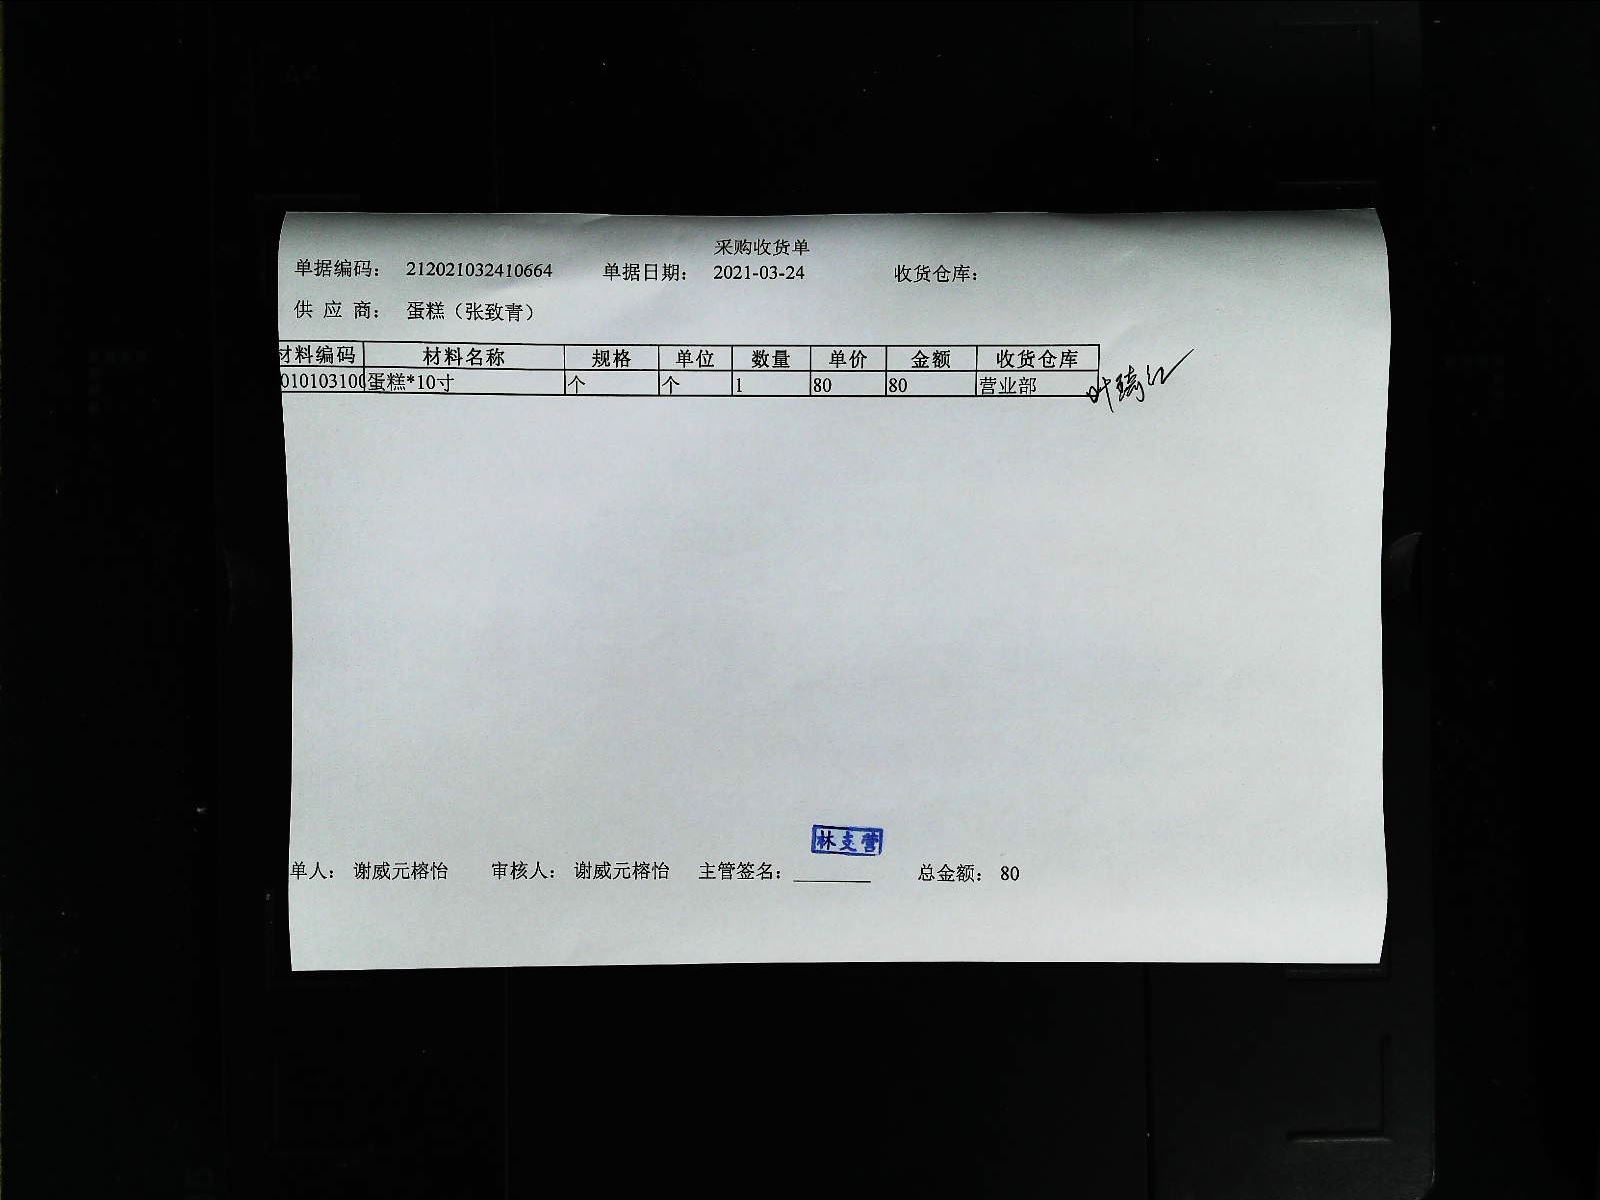 采购收货单
单据编码： 212021032410664 单据日期： 2021-03-24 收货仓库：
供 应 商： 蛋糕（张致青）
材料编码 材料名称 规格 单位 数量 单价 金额 收货仓库
010103100 蛋糕*10寸 个 个 1 80 80 营业部
林支营
单人： 谢威元榕怡 审核人： 谢威元榕怡 主管签名： 总金额： 80